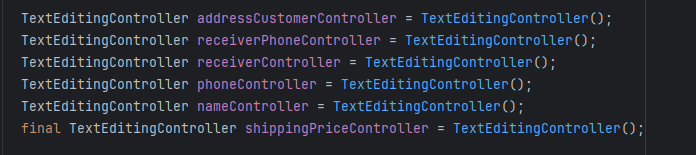 TextEditingController addressCustomerController = TextEditingController();
TextEditingController receiverPhoneController = TextEditingController();
TextEditingController receiverController = TextEditingController();
TextEditingController phoneController = TextEditingController();
TextEditingController nameController = TextEditingController();
final TextEditingController shippingPriceController = TextEditingController();